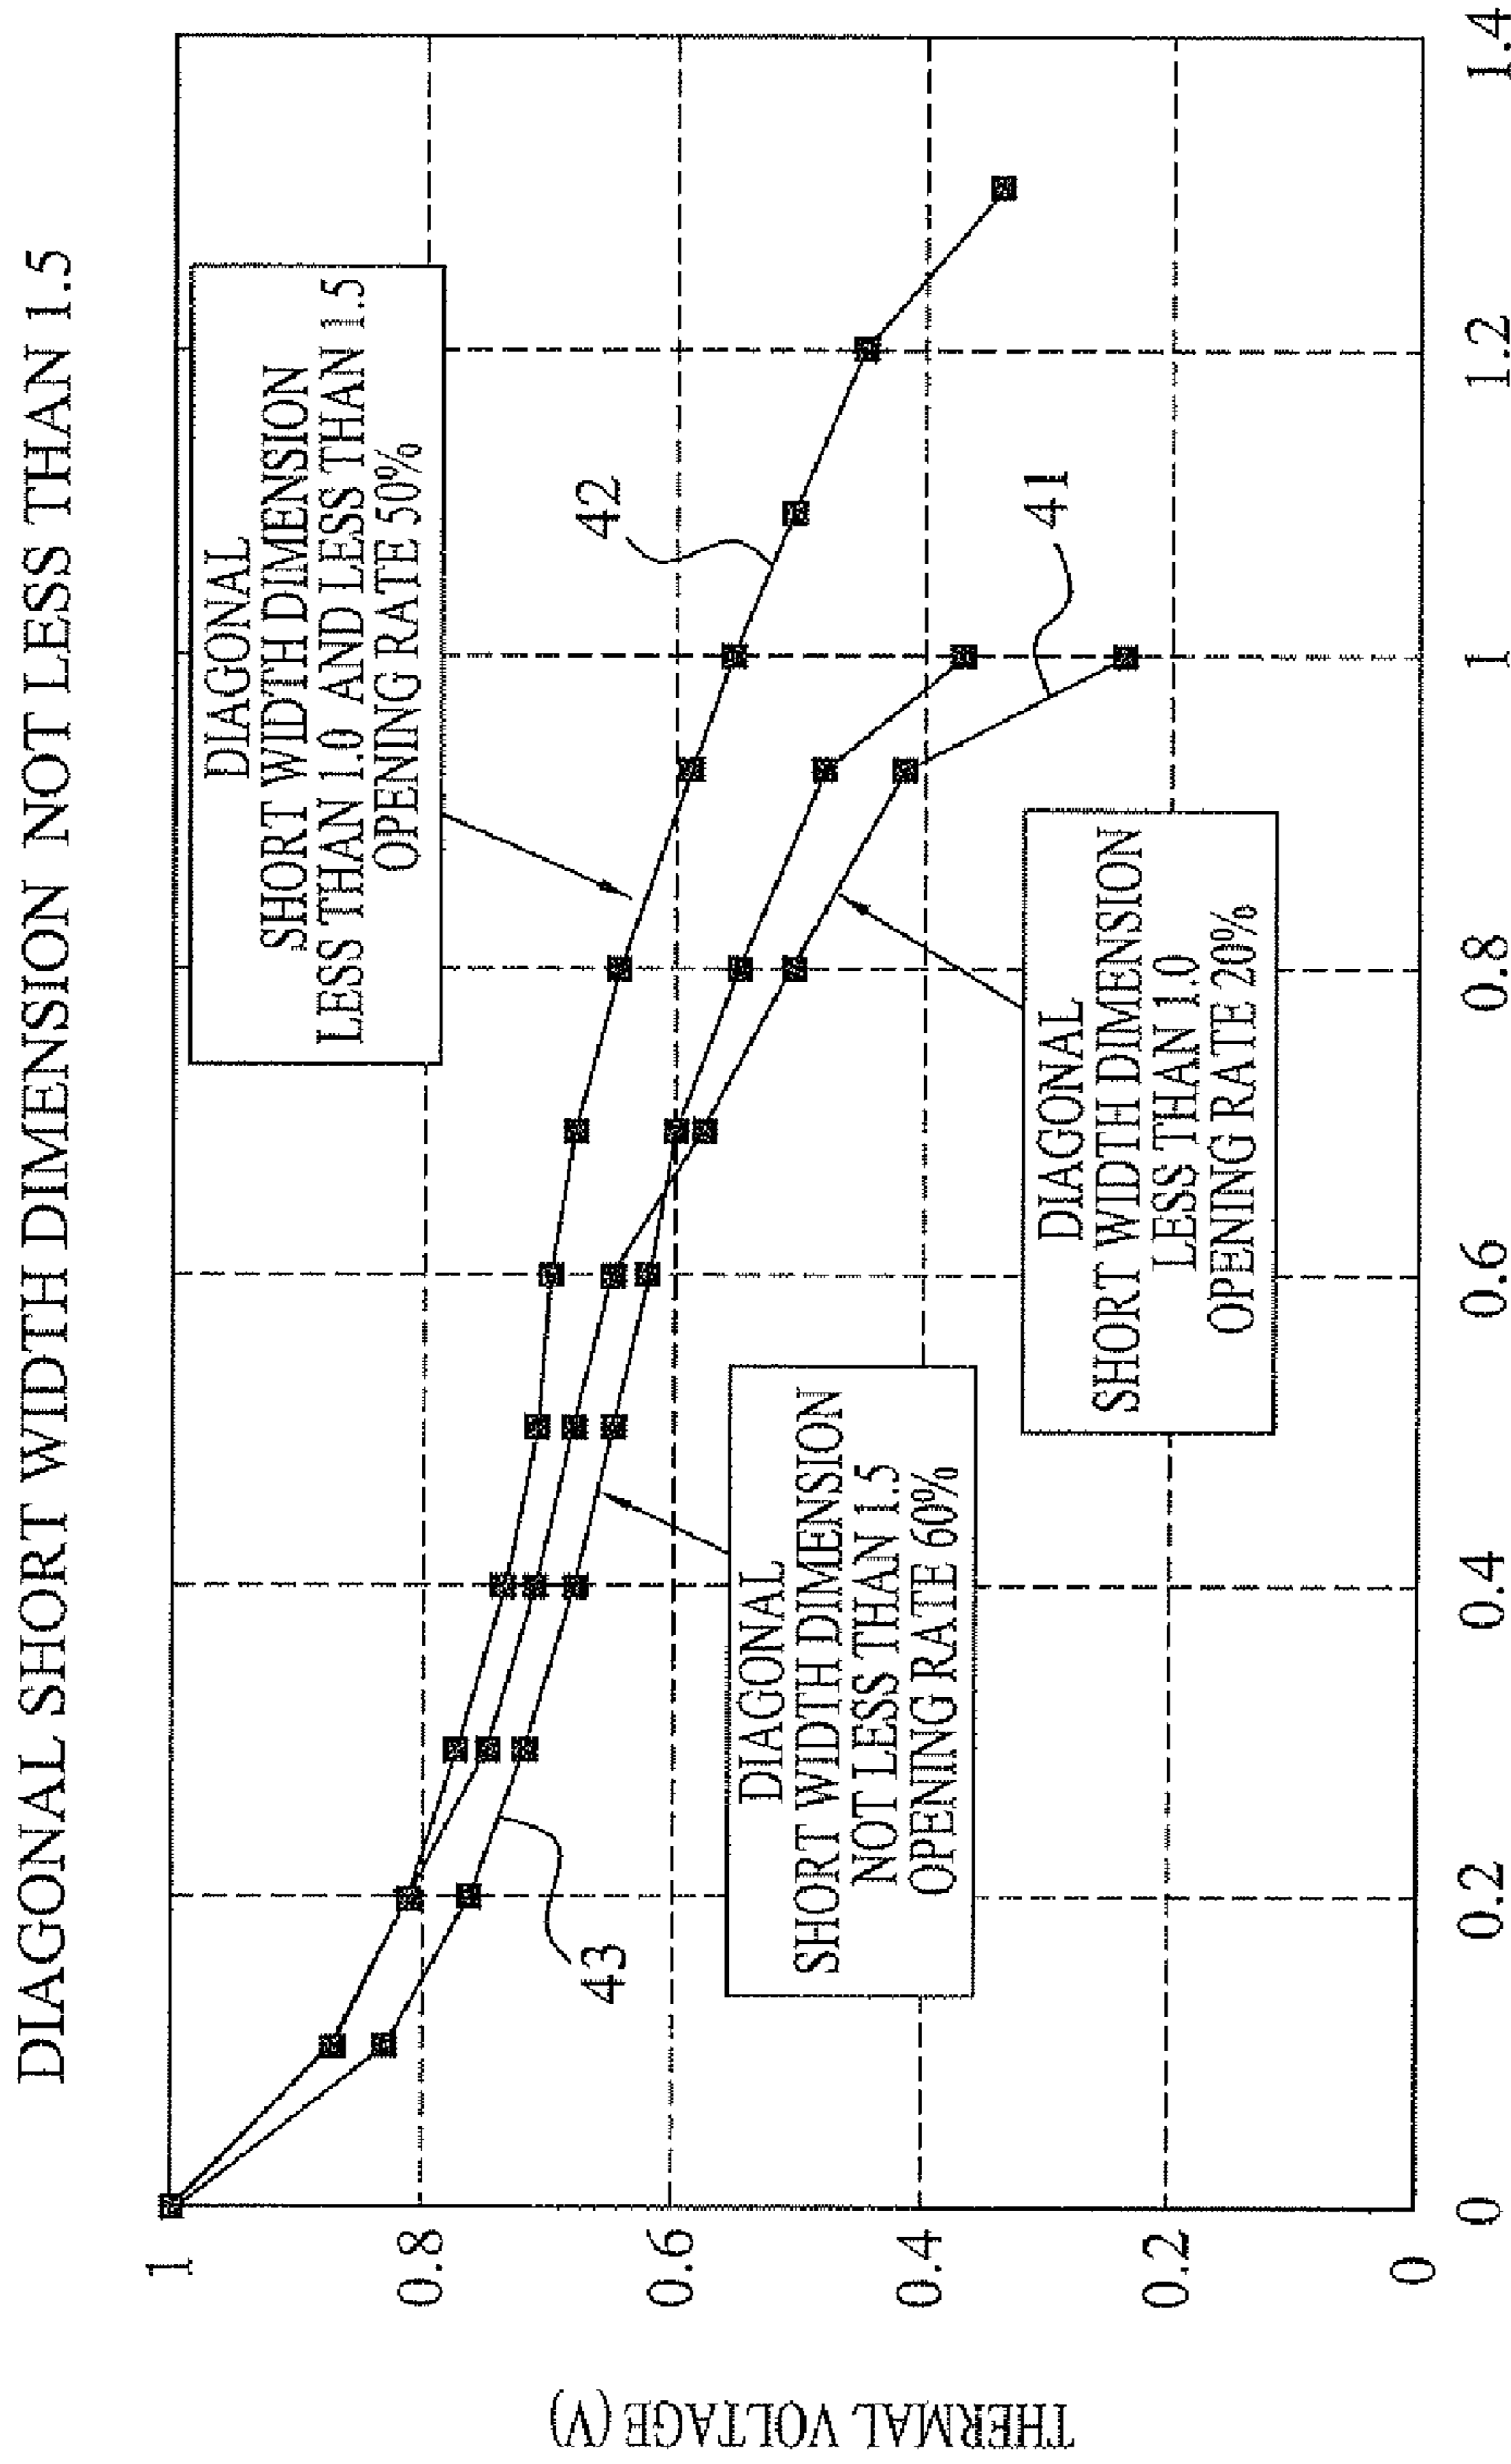 DIAGONAL SHORT WIDTH DIMENSION NOT LESS THAN 1.5
THERMAL VOLTAGE (V)
1
0.8
0.6
0.4
0.2
0
0
0.2
0.4
0.6
0.8
1
1.2
1.4
DIAGONAL
SHORT WIDTH DIMENSION
LESS THAN 1.0 AND LESS THAN 1.5
OPENING RATE 50%
42
41
43
DIAGONAL
SHORT WIDTH DIMENSION
NOT LESS THAN 1.5
OPENING RATE 60%
DIAGONAL
SHORT WIDTH DIMENSION
LESS THAN 1.0
OPENING RATE 20%